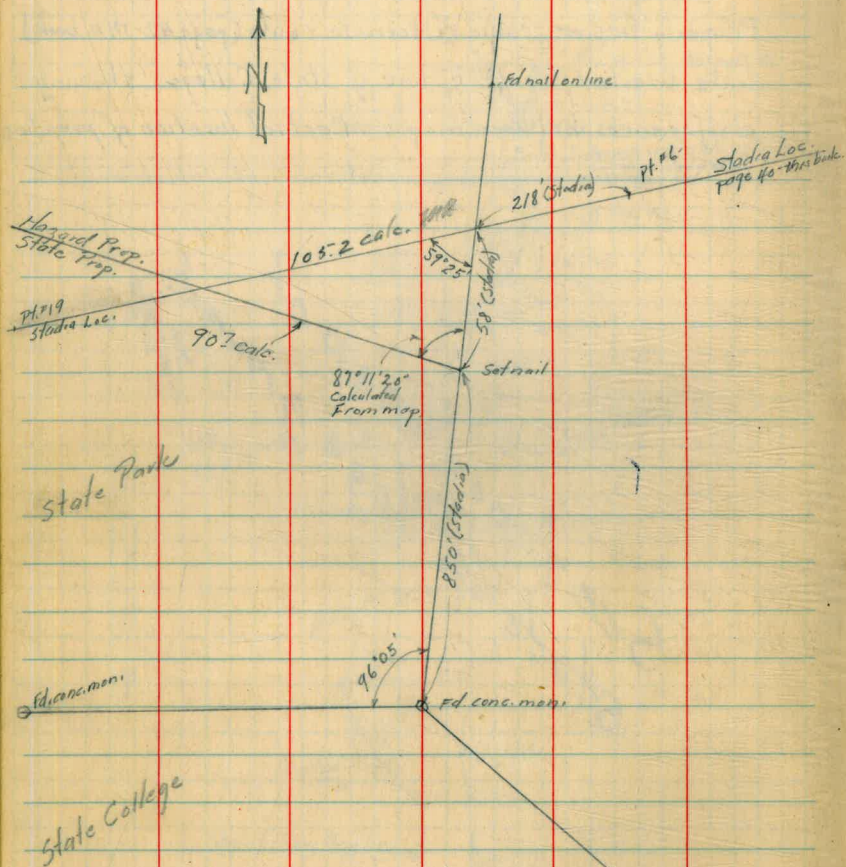 N
Fd nail on line
218' (Stadia)
pt. #6
Stadia Loc.
page 40 - this book.
Hazard Prop.
State Prop.
105.2 calc.
59°25'
58' (Stadia)
pt. #19
Stadia Loc.
90.7 calc.
87°11'20"
Calculated
From map
Set nail
State Park
850' (Stadia)
96°05'
Fd. conc. mon.
Fd. conc. mon.
State College